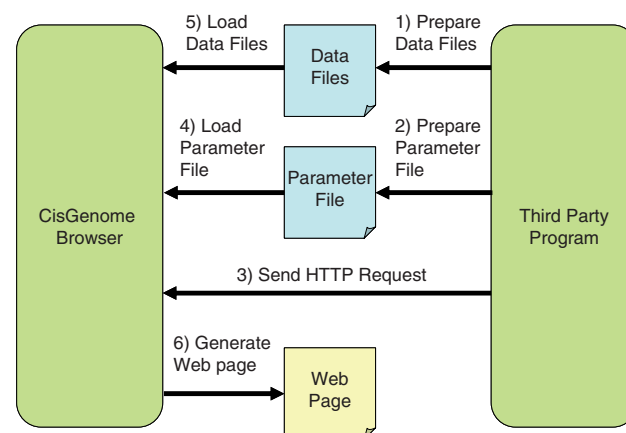 5) Load
Data Files
Data
Files
1) Prepare
Data Files
4) Load
Parameter
File
Parameter
File
2) Prepare
Parameter
File
CisGenome
Browser
Third Party
Program
3) Send HTTP Request
6) Generate
Web page
Web
Page